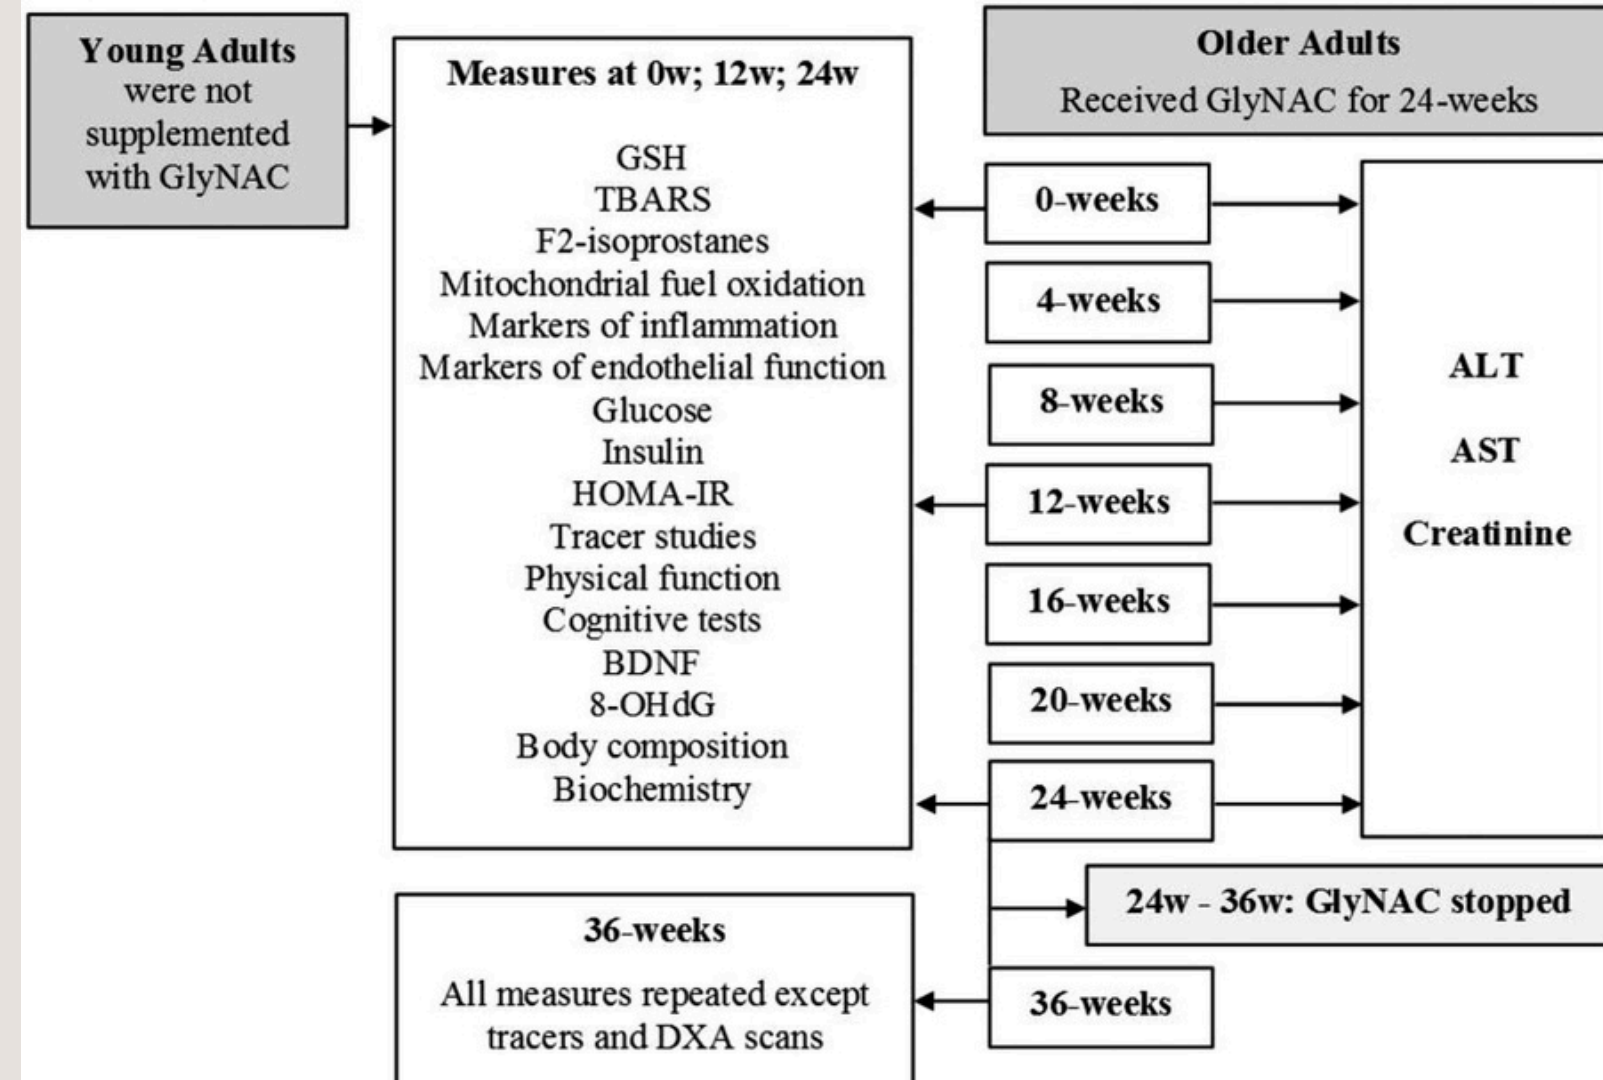 Young Adults
were not
supplemented
with GlyNAC
Measures at 0w; 12w; 24w
GSH
TBARS
F2-isoprostanes
Mitochondrial fuel oxidation
Markers of inflammation
Markers of endothelial function
Glucose
Insulin
HOMA-IR
Tracer studies
Physical function
Cognitive tests
BDNF
8-OHdG
Body composition
Biochemistry
36-weeks
All measures repeated except
tracers and DXA scans
Older Adults
Received GlyNAC for 24-weeks
0-weeks
4-weeks
8-weeks
12-weeks
16-weeks
20-weeks
24-weeks
ALT
AST
Creatinine
24w - 36w: GlyNAC stopped
36-weeks